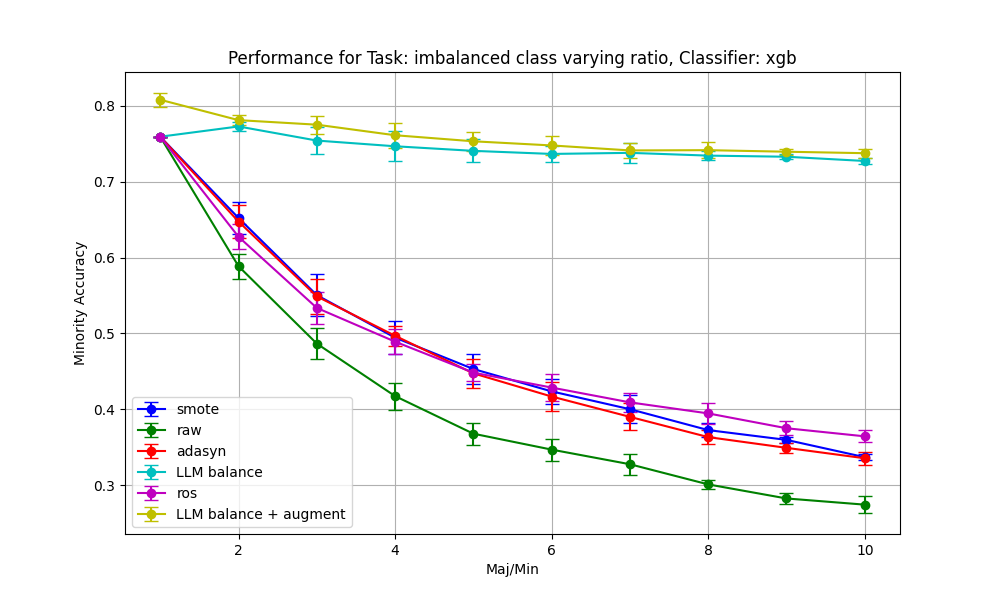 Performance for Task: imbalanced class varying ratio, Classifier: xgb
Minority Accuracy
0.8
0.7
0.6
0.5
0.4
0.3
smote
raw
adasyn
LLM balance
ros
LLM balance + augment
2
4
6
8
10
Maj/Min